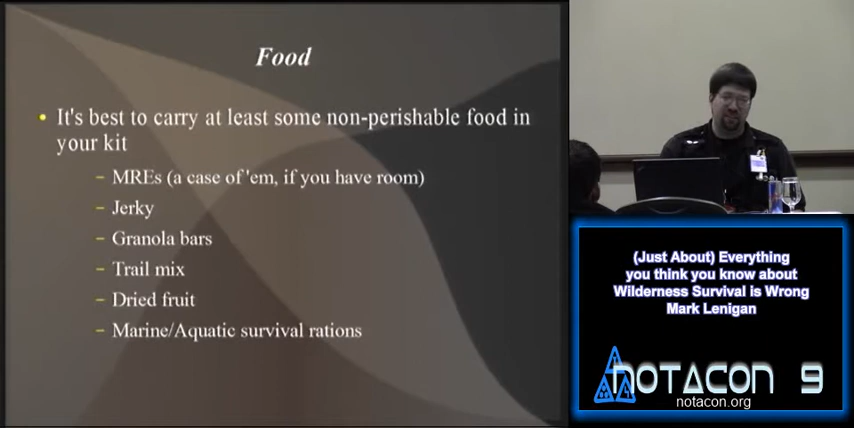 Food
• It's best to carry at least some non-perishable food in
your kit
– MREs (a case of 'em, if you have room)
– Jerky
– Granola bars
– Trail mix
– Dried fruit
– Marine/Aquatic survival rations
(Just About) Everything
you think you know about
Wilderness Survival is Wrong
Mark Lenigan
NOTACON 9
notacon.org